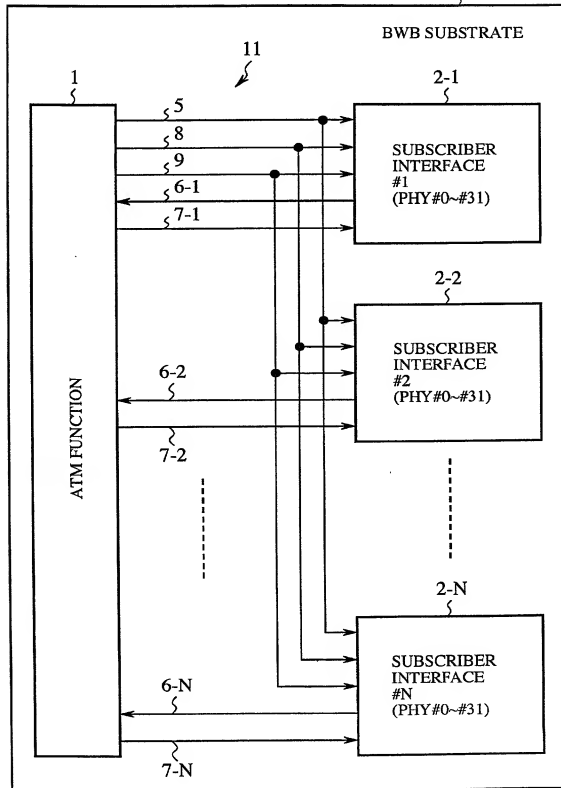 BWB SUBSTRATE
11
1
5
8
9
6-1
7-1
2-1
SUBSCRIBER
INTERFACE
#1
(PHY#0~#31)
2-2
SUBSCRIBER
INTERFACE
#2
(PHY#0~#31)
6-2
7-2
ATM FUNCTION
2-N
SUBSCRIBER
INTERFACE
#N
(PHY#0~#31)
6-N
7-N